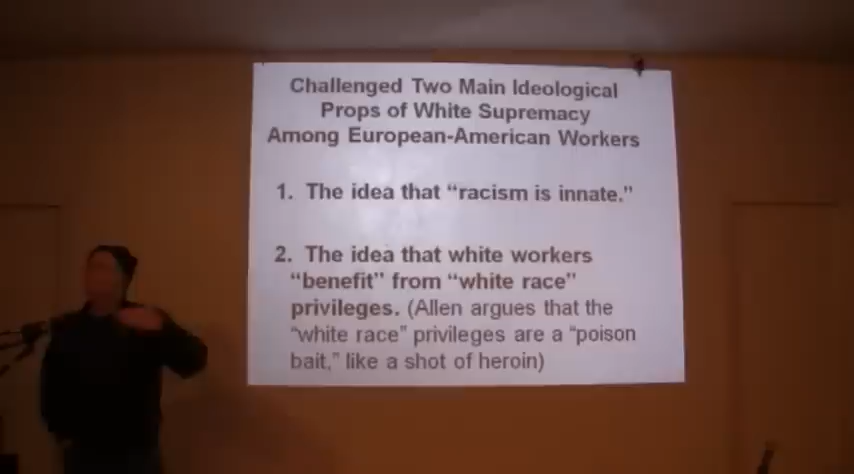 Challenged Two Main Ideological
Props of White Supremacy
Among European-American Workers
1. The idea that “racism is innate.”
2. The idea that white workers
“benefit” from “white race”
privileges. (Allen argues that the
“white race” privileges are a “poison
bait,” like a shot of heroin)